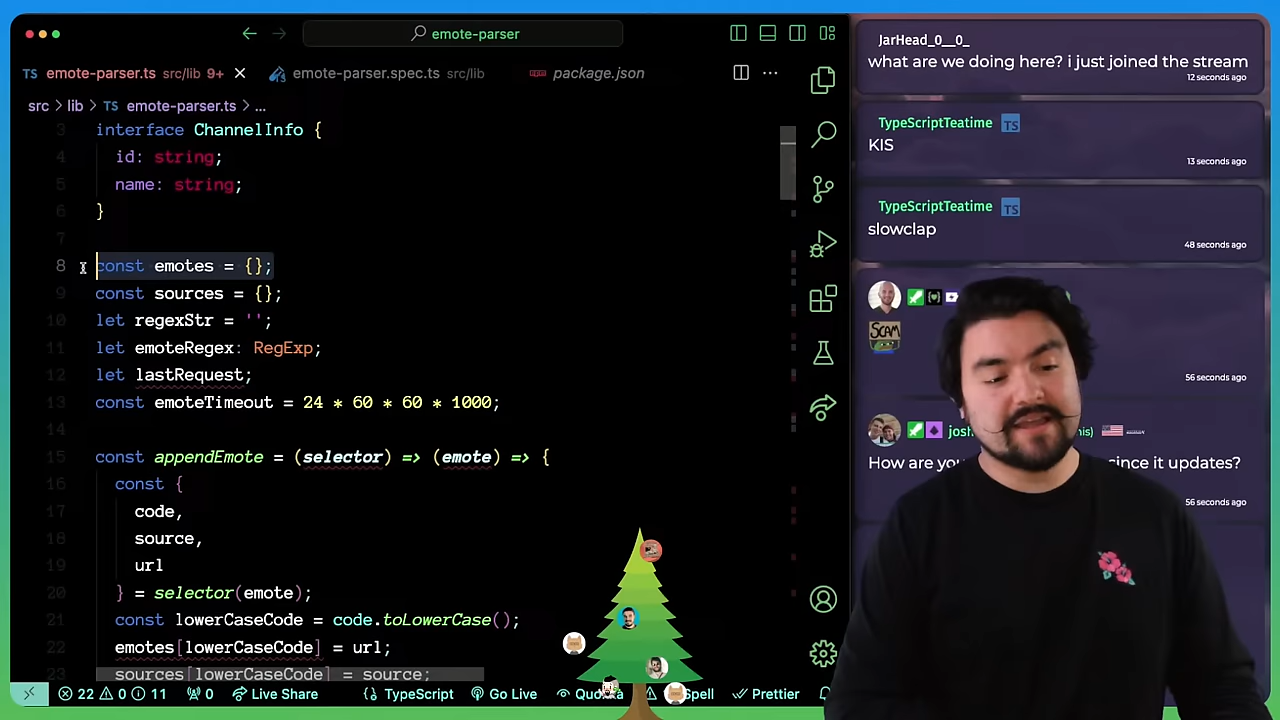 emote-parser
TS emote-parser.ts src/lib 9+
emote-parser.spec.ts src/lib
package.json
src > lib > TS emote-parser.ts > ...
3 interface ChannelInfo {
4 id: string;
5 name: string;
6 }
7
8 const emotes = {};
9 const sources = {};
10 let regexStr = '';
11 let emoteRegex: RegExp;
12 let lastRequest;
13 const emoteTimeout = 24 * 60 * 60 * 1000;
14
15 const appendEmote = (selector) => (emote) => {
16 const {
17 code,
18 source,
19 url
20 } = selector(emote);
21 const lowerCaseCode = code.toLowerCase();
22 emotes[lowerCaseCode] = url;
23 sources[lowerCaseCode] = source;
22 0 11 0 Live Share TypeScript Go Live Spell Prettier
JarHead_0__0_
what are we doing here? i just joined the stream
12 seconds ago
TypeScriptTeatime TS
KIS
13 seconds ago
TypeScriptTeatime TS
slowclap
48 seconds ago
SCAM
56 seconds ago
josh
How are you since it updates?
56 seconds ago